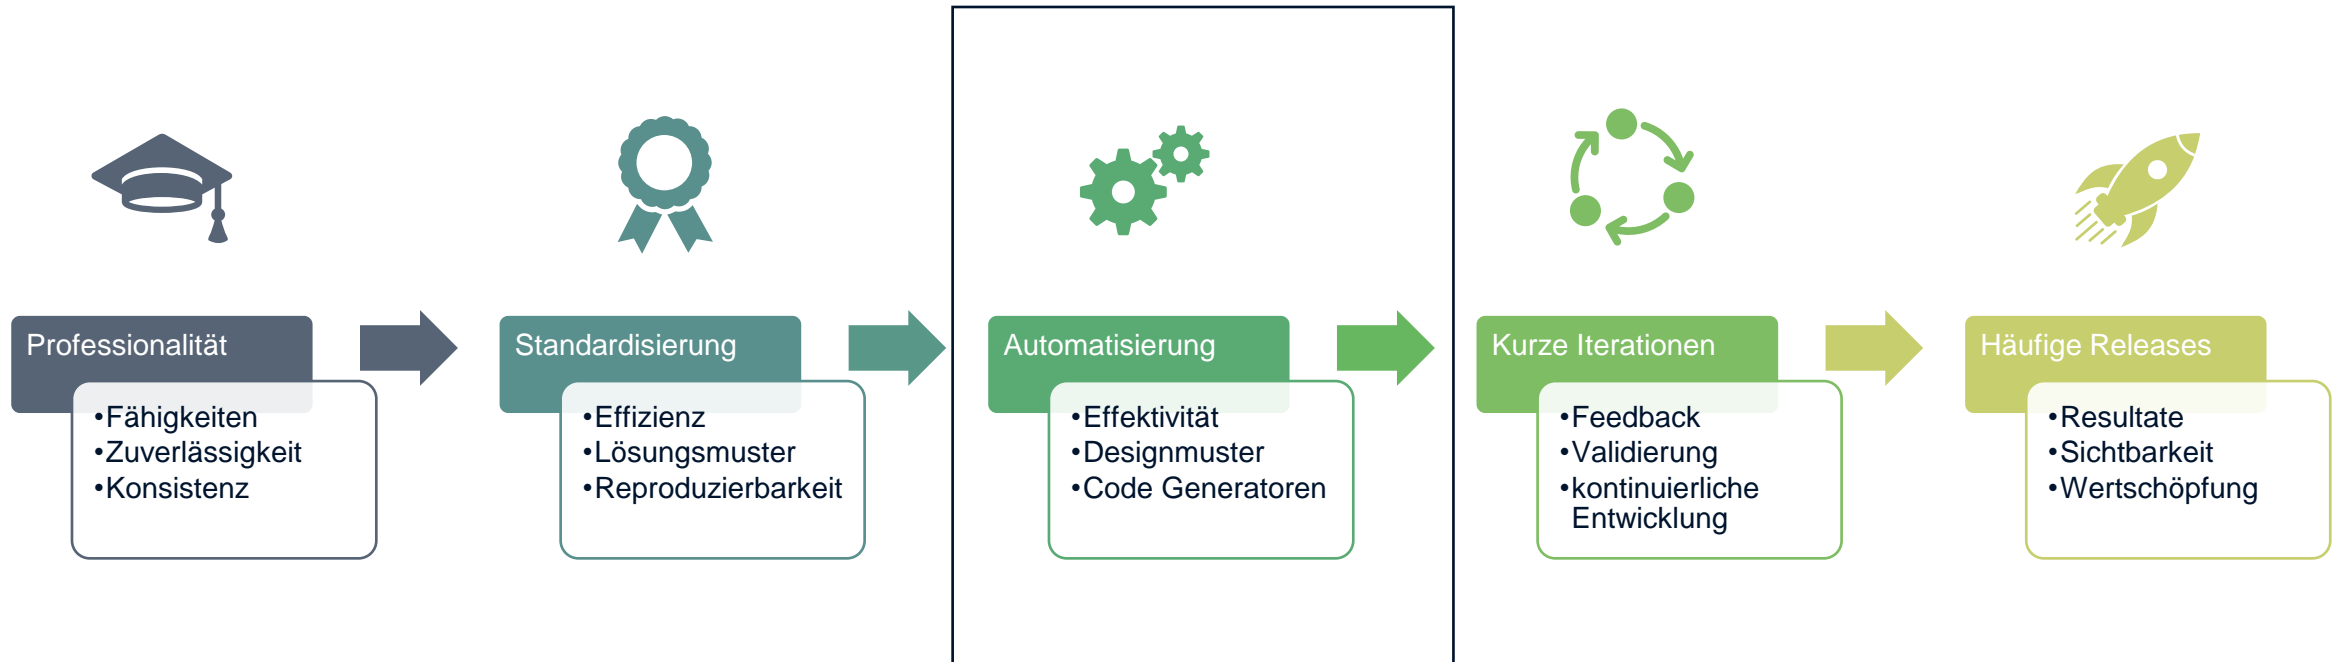 Professionalität
•Fähigkeiten
•Zuverlässigkeit
•Konsistenz
Standardisierung
•Effizienz
•Lösungsmuster
•Reproduzierbarkeit
Automatisierung
•Effektivität
•Designmuster
•Code Generatoren
Kurze Iterationen
•Feedback
•Validierung
•kontinuierliche
Entwicklung
Häufige Releases
•Resultate
•Sichtbarkeit
•Wertschöpfung